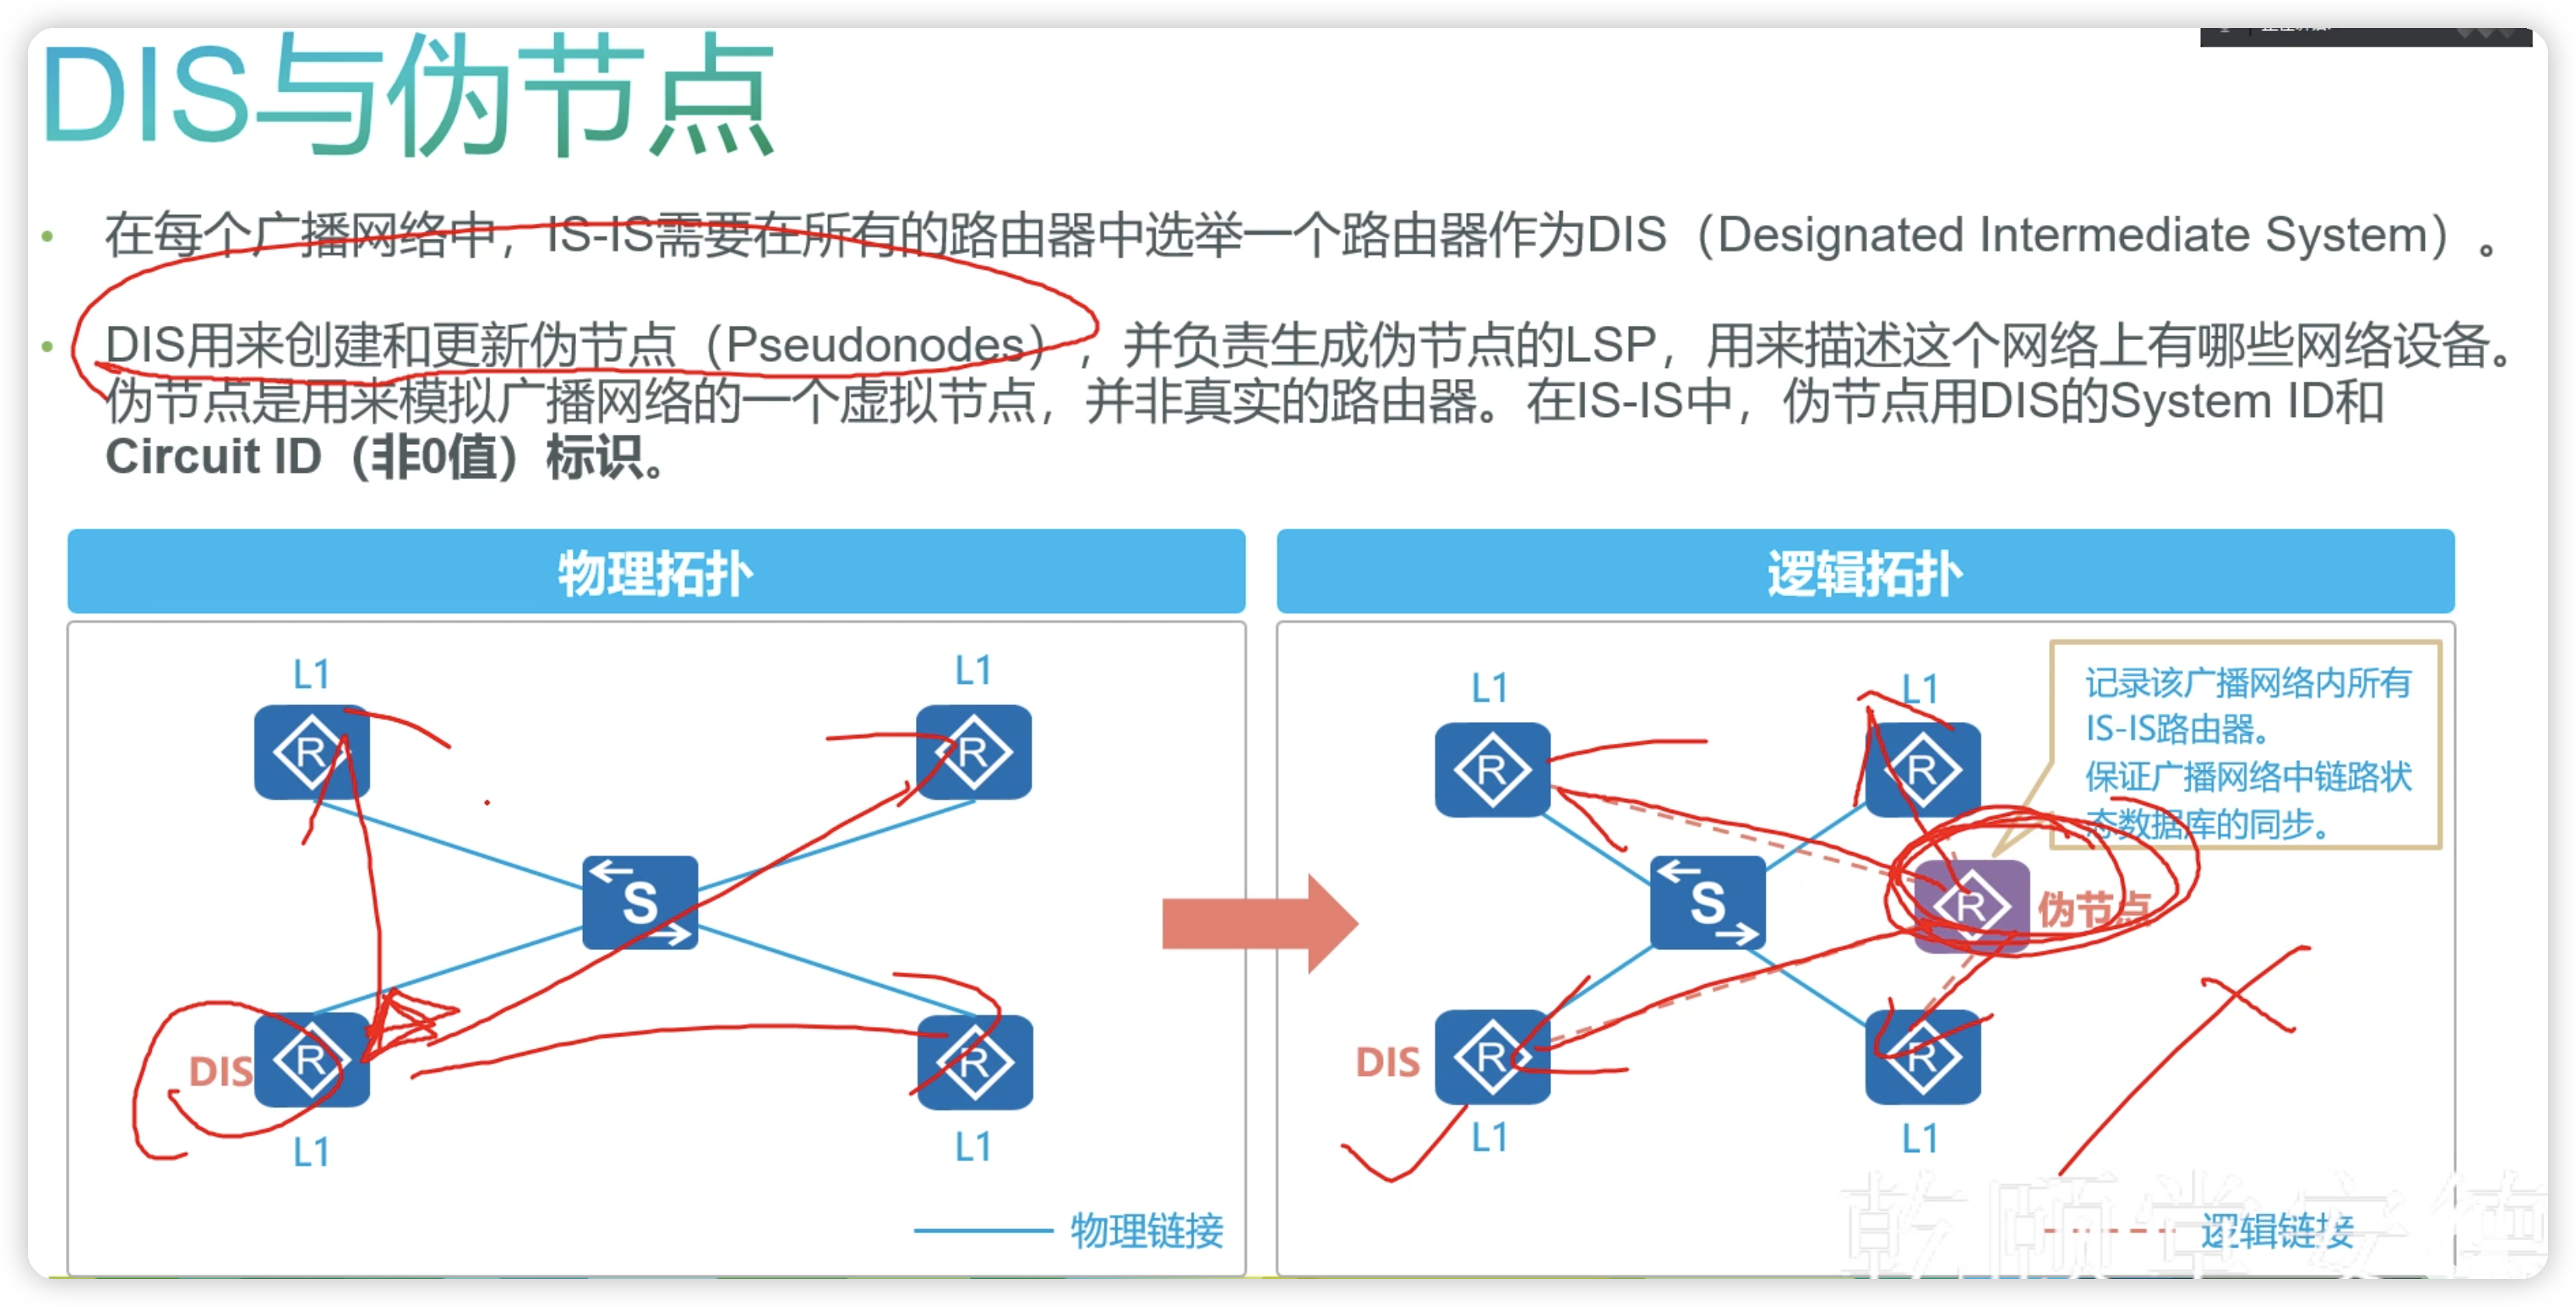 DIS与伪节点
在每个广播网络中，IS-IS需要在所有的路由器中选举一个路由器作为DIS（Designated Intermediate System）。
DIS用来创建和更新伪节点（Pseudonodes），并负责生成伪节点的LSP，用来描述这个网络上有哪些网络设备。
伪节点是用来模拟广播网络的一个虚拟节点，并非真实的路由器。在IS-IS中，伪节点用DIS的System ID和
Circuit ID（非0值）标识。
物理拓扑
L1
L1
R
R
S
DIS
R
R
L1
L1
物理链接
逻辑拓扑
L1
L1
记录该广播网络内所有
IS-IS路由器。
保证广播网络中链路状
态数据库的同步。
R
R
S
R
伪节点
DIS
R
R
L1
L1
逻辑链接
乾颐堂安德